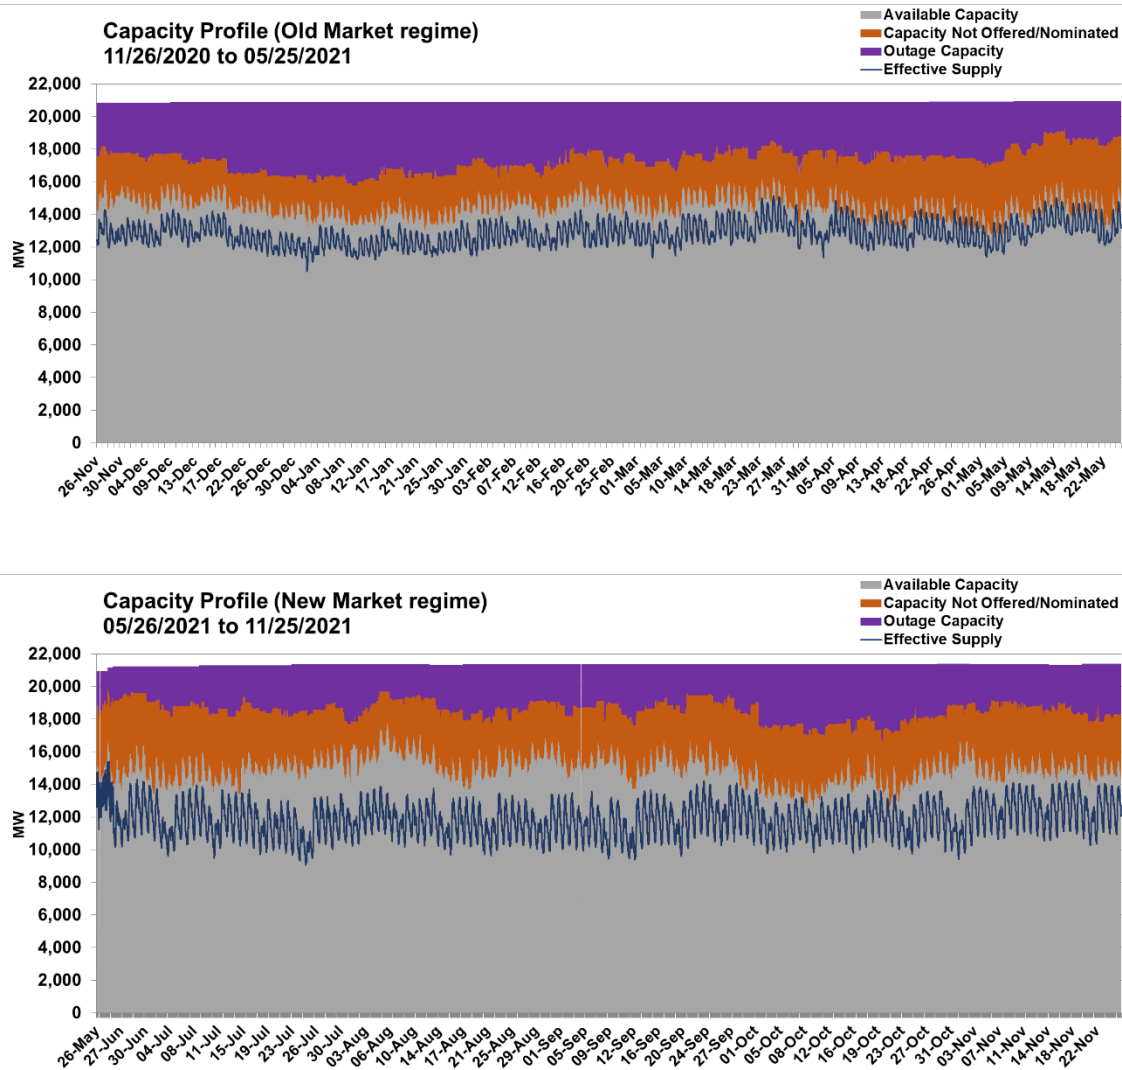 Capacity Profile (Old Market regime)
11/26/2020 to 05/25/2021
Available Capacity
Capacity Not Offered/Nominated
Outage Capacity
Effective Supply
22,000
20,000
18,000
16,000
14,000
12,000
10,000
8,000
6,000
4,000
2,000
0
MW
26-Nov
30-Nov
04-Dec
09-Dec
13-Dec
17-Dec
22-Dec
26-Dec
30-Dec
04-Jan
08-Jan
12-Jan
17-Jan
21-Jan
25-Jan
30-Jan
03-Feb
07-Feb
12-Feb
16-Feb
20-Feb
25-Feb
01-Mar
05-Mar
10-Mar
14-Mar
18-Mar
23-Mar
27-Mar
31-Mar
05-Apr
09-Apr
13-Apr
18-Apr
22-Apr
26-Apr
01-May
05-May
09-May
14-May
18-May
22-May
Capacity Profile (New Market regime)
05/26/2021 to 11/25/2021
Available Capacity
Capacity Not Offered/Nominated
Outage Capacity
Effective Supply
22,000
20,000
18,000
16,000
14,000
12,000
10,000
8,000
6,000
4,000
2,000
0
MW
26-May
27-Jun
30-Jun
04-Jul
08-Jul
11-Jul
15-Jul
19-Jul
23-Jul
26-Jul
30-Jul
03-Aug
06-Aug
10-Aug
14-Aug
17-Aug
21-Aug
25-Aug
29-Aug
01-Sep
05-Sep
09-Sep
12-Sep
16-Sep
20-Sep
24-Sep
27-Sep
01-Oct
05-Oct
08-Oct
12-Oct
16-Oct
19-Oct
23-Oct
27-Oct
31-Oct
03-Nov
07-Nov
11-Nov
14-Nov
18-Nov
22-Nov